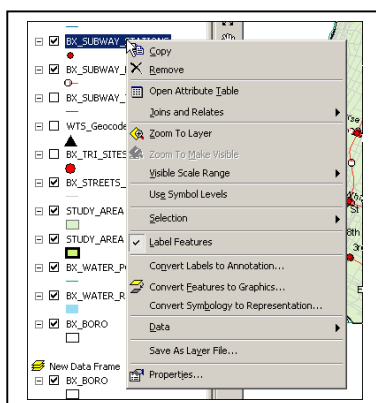 BX_SUBWAY_STATIONS
BX_SUBWAY_
BX_SUBWAY_
WTS_Geocode
BX_TRI_SITES
BX_STREETS_
STUDY_AREA
STUDY_AREA
BX_WATER_P
BX_WATER_R
BX_BORO
New Data Frame
BX_BORO
Copy
Remove
Open Attribute Table
Joins and Relates
Zoom To Layer
Zoom To Make Visible
Visible Scale Range
Use Symbol Levels
Selection
Label Features
Convert Labels to Annotation...
Convert Features to Graphics...
Convert Symbology to Representation...
Data
Save As Layer File...
Properties...
St
8th